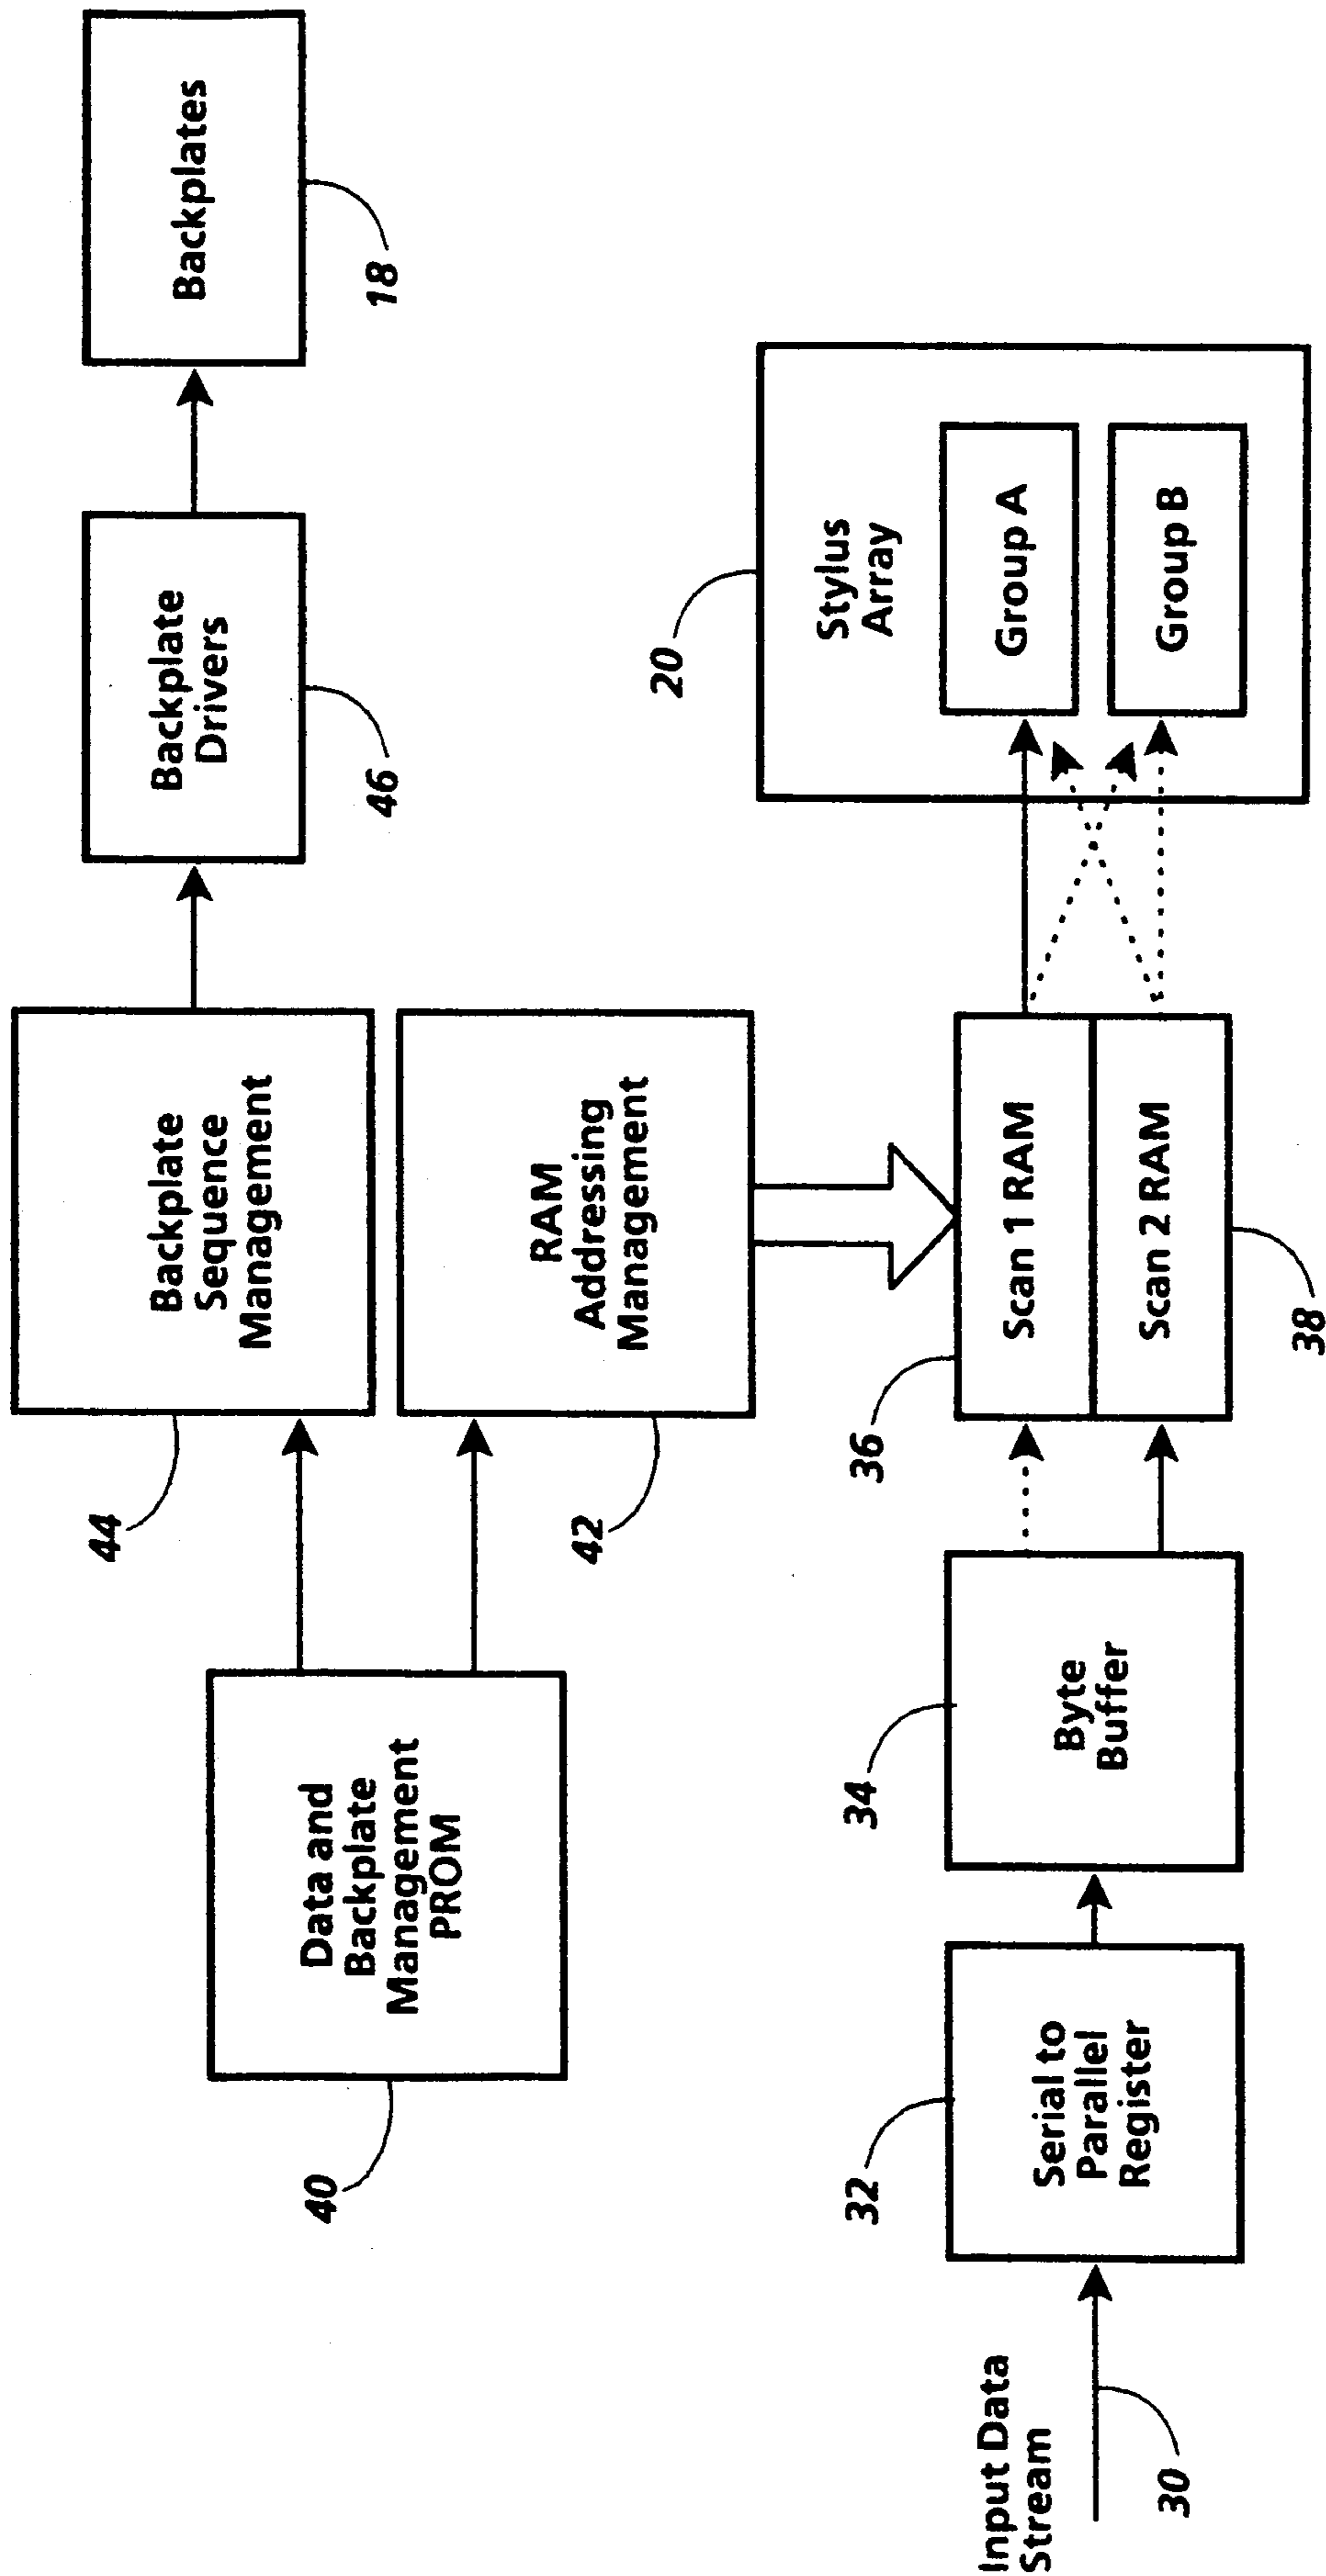 Backplates
18
Backplate
Drivers
46
Backplate
Sequence
Management
44
RAM
Addressing
Management
42
Data and
Backplate
Management
PROM
40
Stylus
Array
20
Group A
Group B
Scan 1 RAM
36
Scan 2 RAM
38
Byte
Buffer
34
Serial to
Parallel
Register
32
Input Data
Stream
30